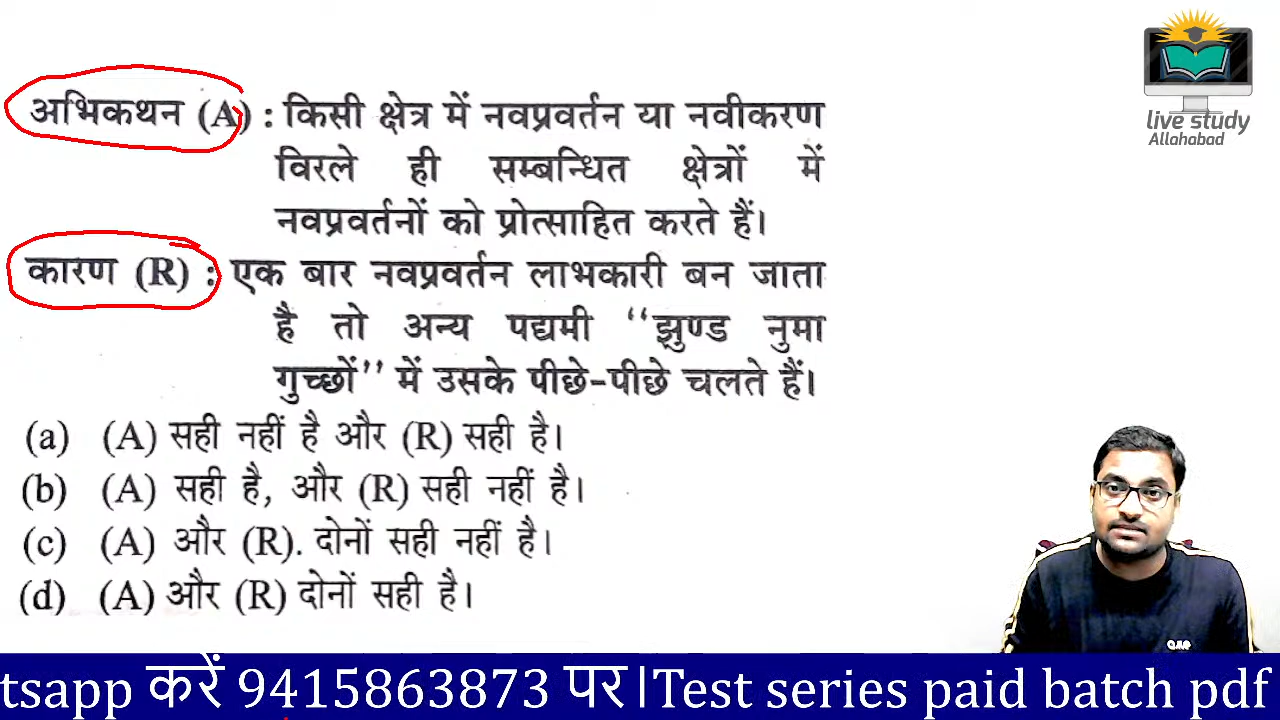 live study
Allahabad
अभिकथन (A) : किसी क्षेत्र में नवप्रवर्तन या नवीकरण
विरले ही सम्बन्धित क्षेत्रों में
नवप्रवर्तनों को प्रोत्साहित करते हैं।
कारण (R) : एक बार नवप्रवर्तन लाभकारी बन जाता
है तो अन्य पद्यमी ‘‘झुण्ड नुमा
गुच्छों’’ में उसके पीछे-पीछे चलते हैं।
(a) (A) सही नहीं है और (R) सही है।
(b) (A) सही है, और (R) सही नहीं है।
(c) (A) और (R). दोनों सही नहीं है।
(d) (A) और (R) दोनों सही है।
tsapp करें 9415863873 पर।Test series paid batch pdf